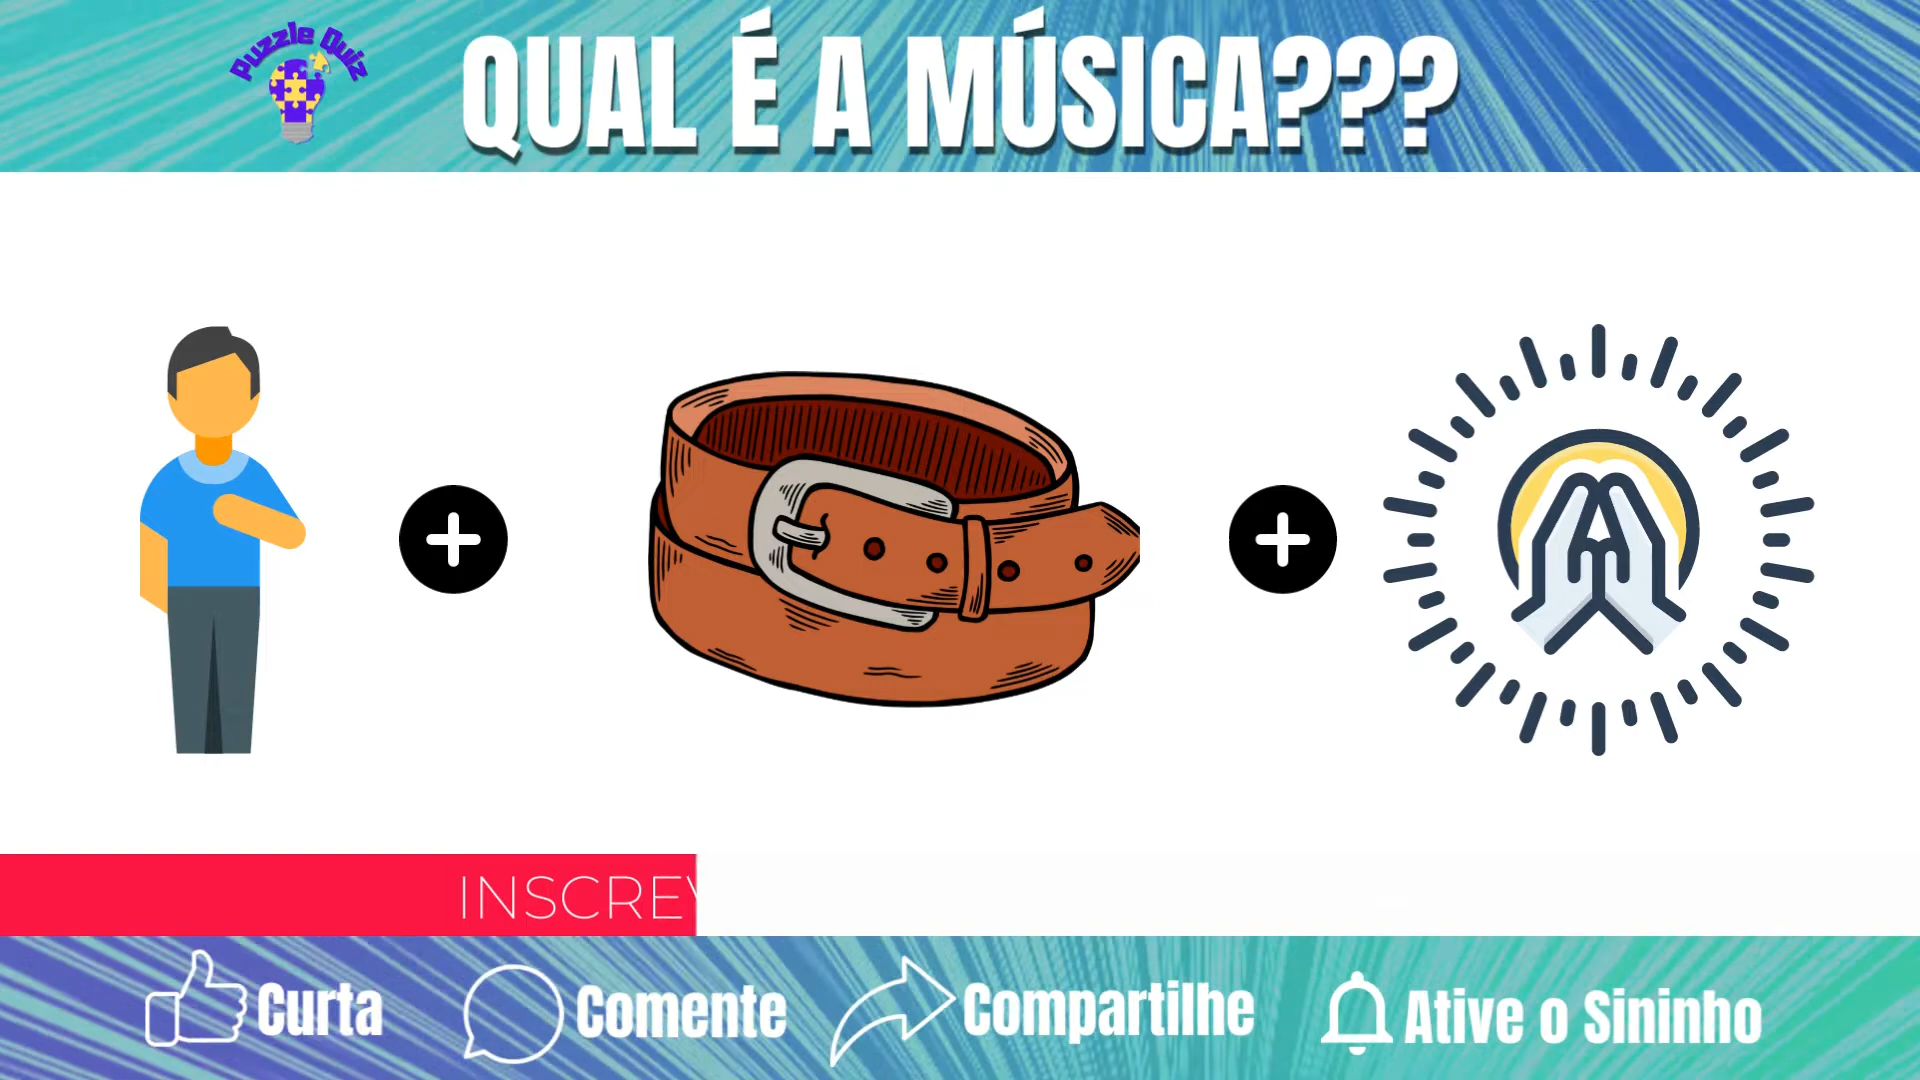 Puzzle Quiz
QUAL É A MÚSICA???
INSCREV
Curta
Comente
Compartilhe
Ative o Sininho